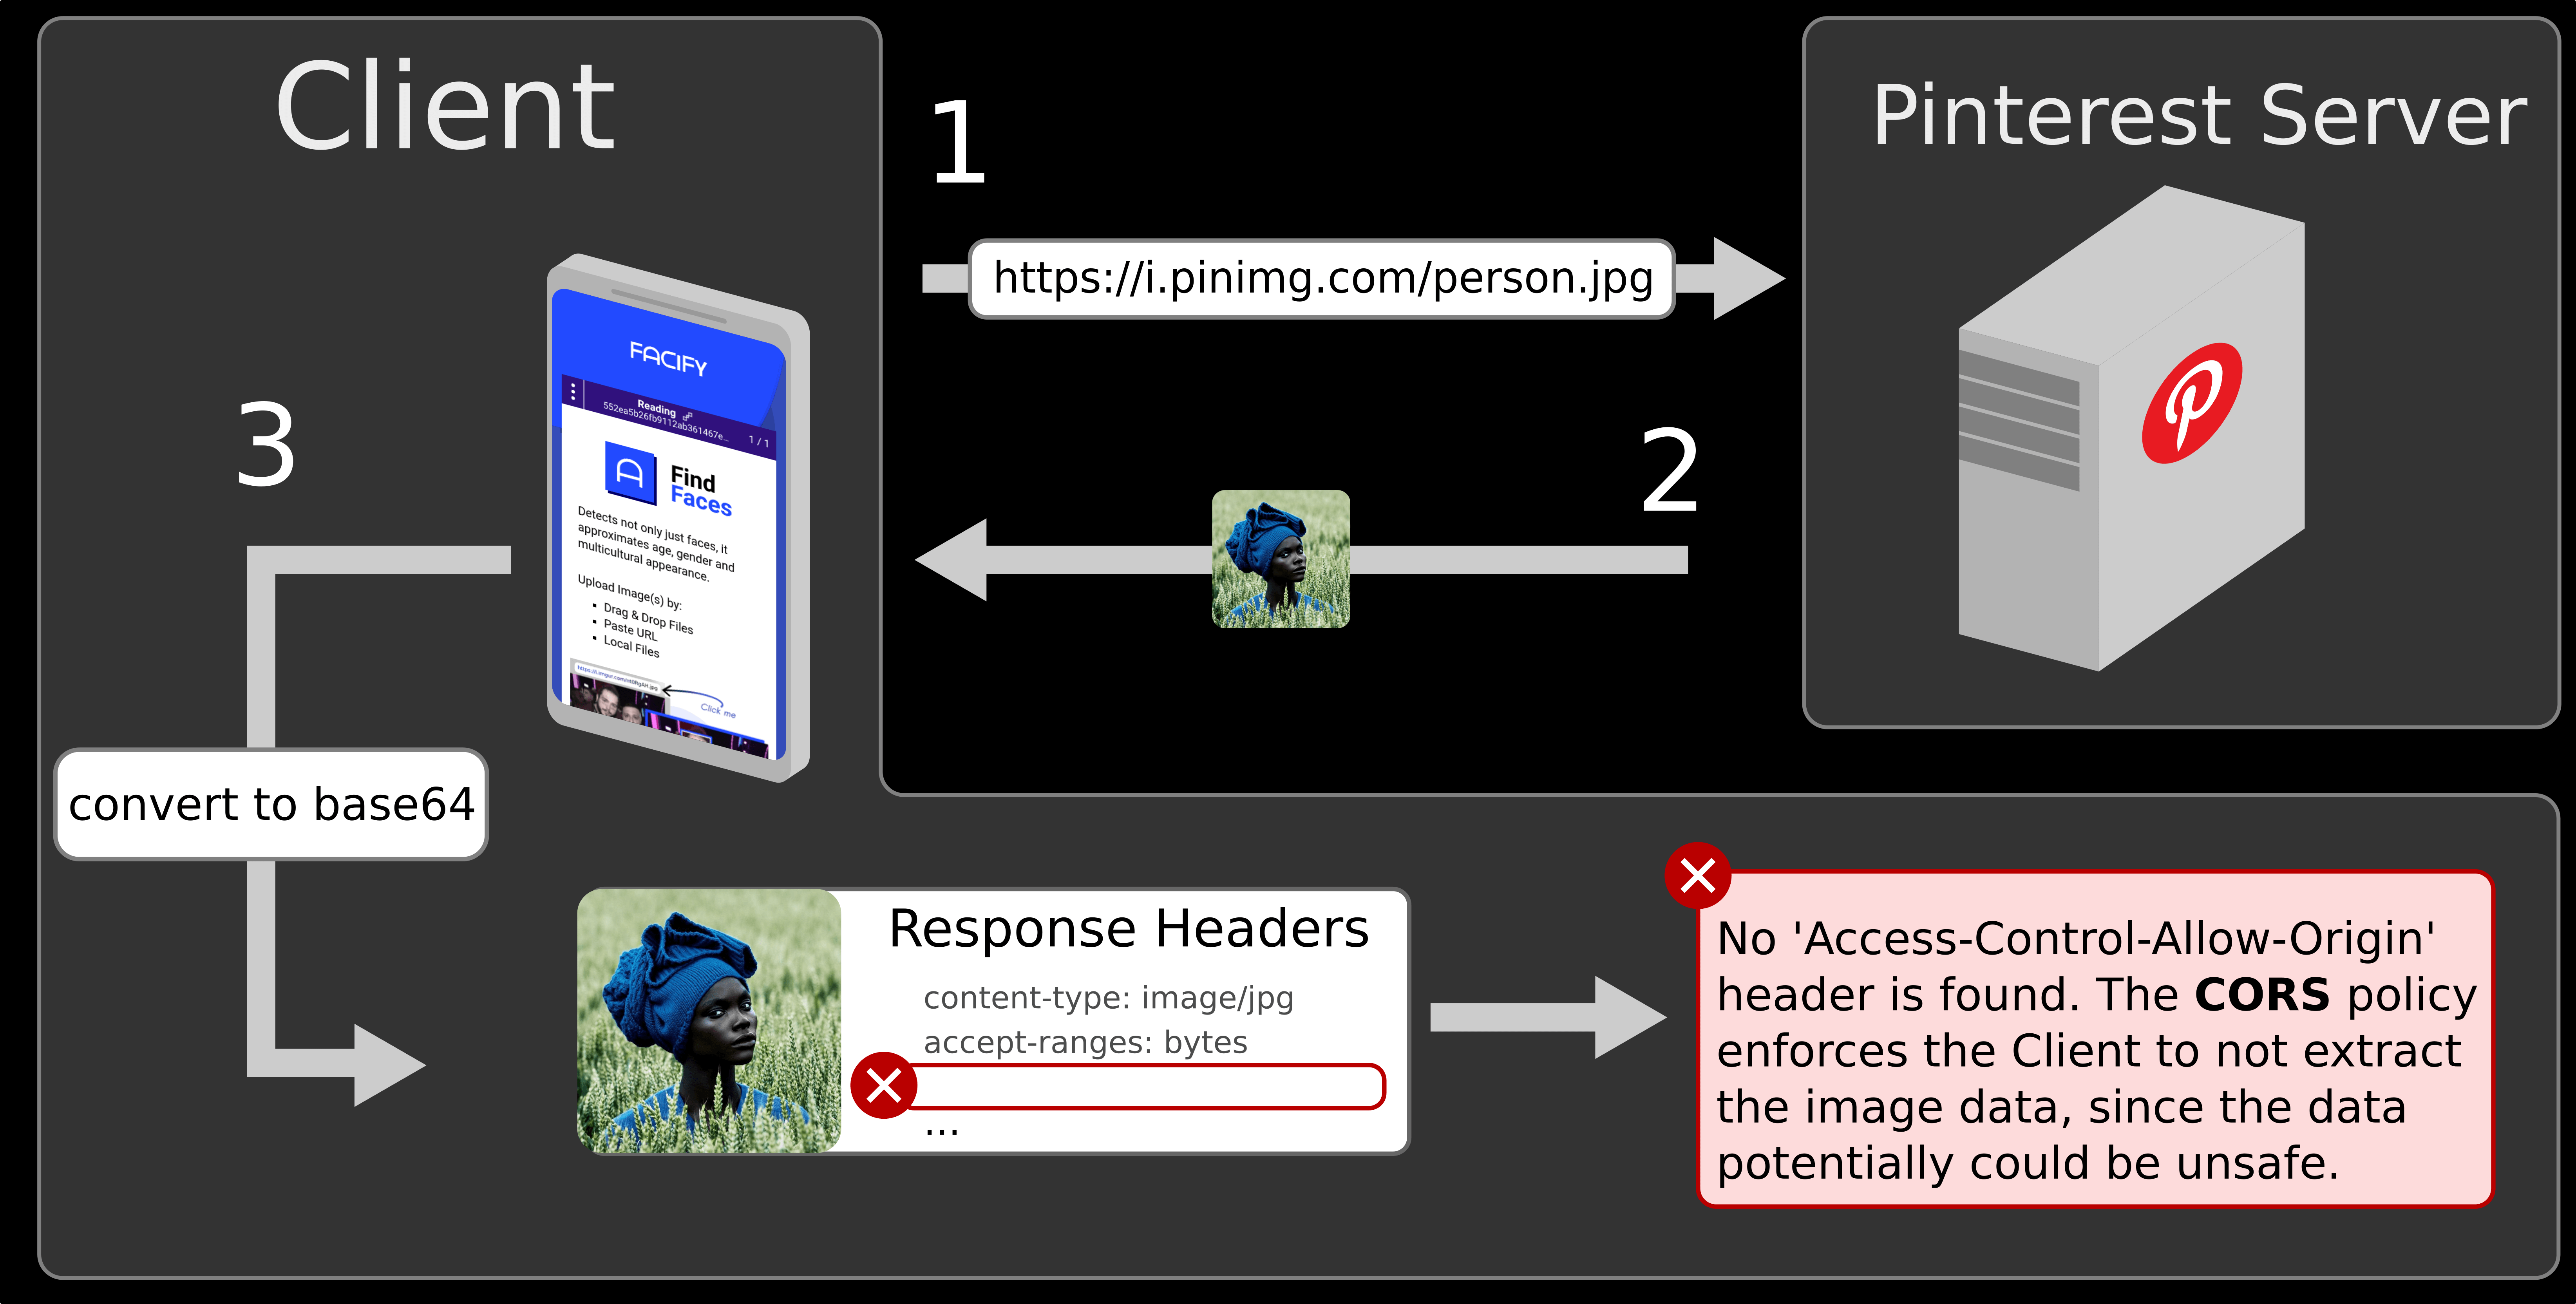 Client
Pinterest Server
1
https://i.pinimg.com/person.jpg
2
3
FACIFY
Reading
552ea5b26fb9112ab361467e...
1 / 1
Find
Faces
Detects not only just faces, it
approximates age, gender and
multicultural appearance.
Upload Image(s) by:
▪ Drag & Drop Files
▪ Paste URL
▪ Local Files
Click me
convert to base64
Response Headers
content-type: image/jpg
accept-ranges: bytes
...
No 'Access-Control-Allow-Origin'
header is found. The CORS policy
enforces the Client to not extract
the image data, since the data
potentially could be unsafe.